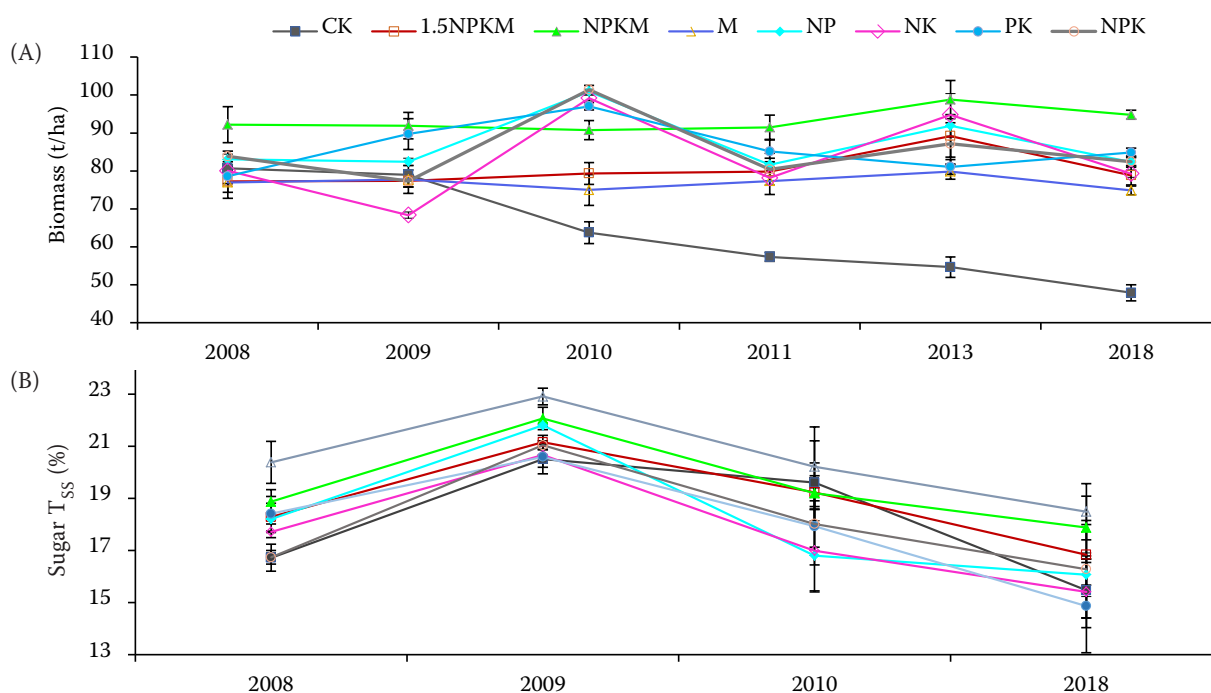 CK 1.5NPKM NPKM M NP NK PK NPK
(A)
Biomass (t/ha)
110
100
90
80
70
60
50
40
2008 2009 2010 2011 2013 2018
(B)
Sugar TSS (%)
23
21
19
17
15
13
2008 2009 2010 2018